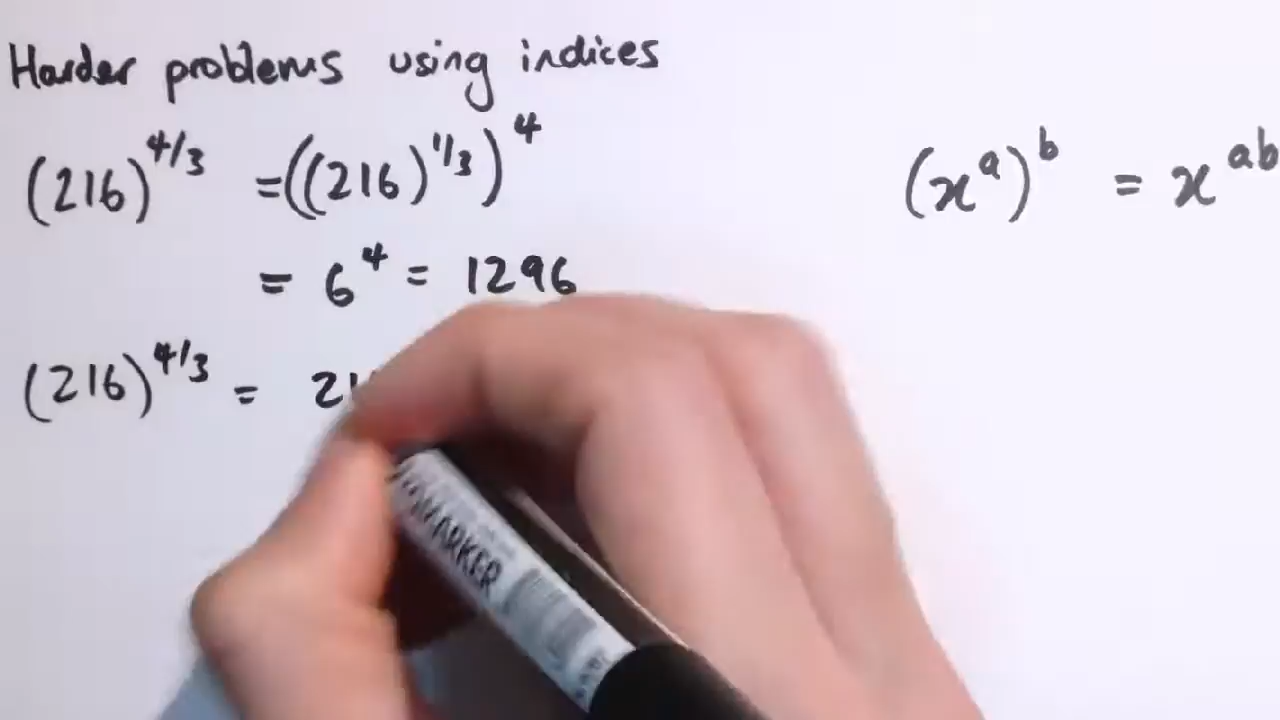 Harder problems using indices
(216)^4/3 = ((216)^1/3)^4
(x^a)^b = x^ab
= 6^4 = 1296
(216)^4/3 = 21
MARKER